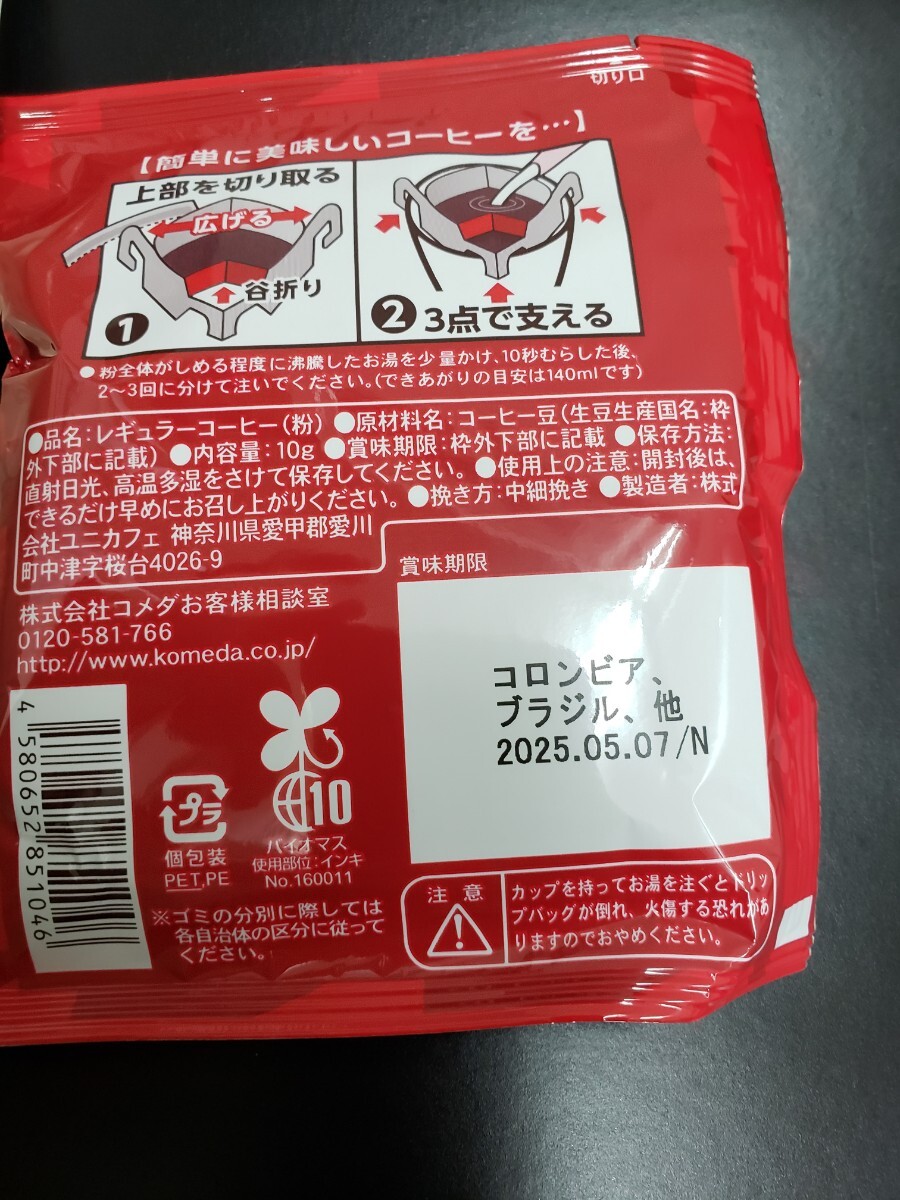 切り口
【簡単に美味しいコーヒーを…】
上部を切り取る
広げる
谷折り
1
2 3点で支える
●粉全体がしめる程度に沸騰したお湯を少量かけ、10秒むらした後、
2〜3回に分けて注いでください。(できあがりの目安は140mlです)
●品名:レギュラーコーヒー(粉) ●原材料名:コーヒー豆(生豆生産国名:枠
外下部に記載) ●内容量:10g ●賞味期限:枠外下部に記載 ●保存方法:
直射日光、高温多湿をさけて保存してください。 ●使用上の注意:開封後は、
できるだけ早めにお召し上がりください。 ●挽き方:中細挽き ●製造者:株式
会社ユニカフェ 神奈川県愛甲郡愛川
町中津字桜台4026-9
賞味期限
株式会社コメダお客様相談室
0120-581-766
http://www.komeda.co.jp/
コロンビア、
ブラジル、他
2025.05.07/N
4 580652 851046
プラ
個包装
PET,PE
10
バイオマス
使用部位:インキ
No.160011
※ゴミの分別に際しては
各自治体の区分に従って
ください。
注 意
カップを持ってお湯を注ぐとドリッ
プバッグが倒れ、火傷する恐れがあ
りますのでおやめください。